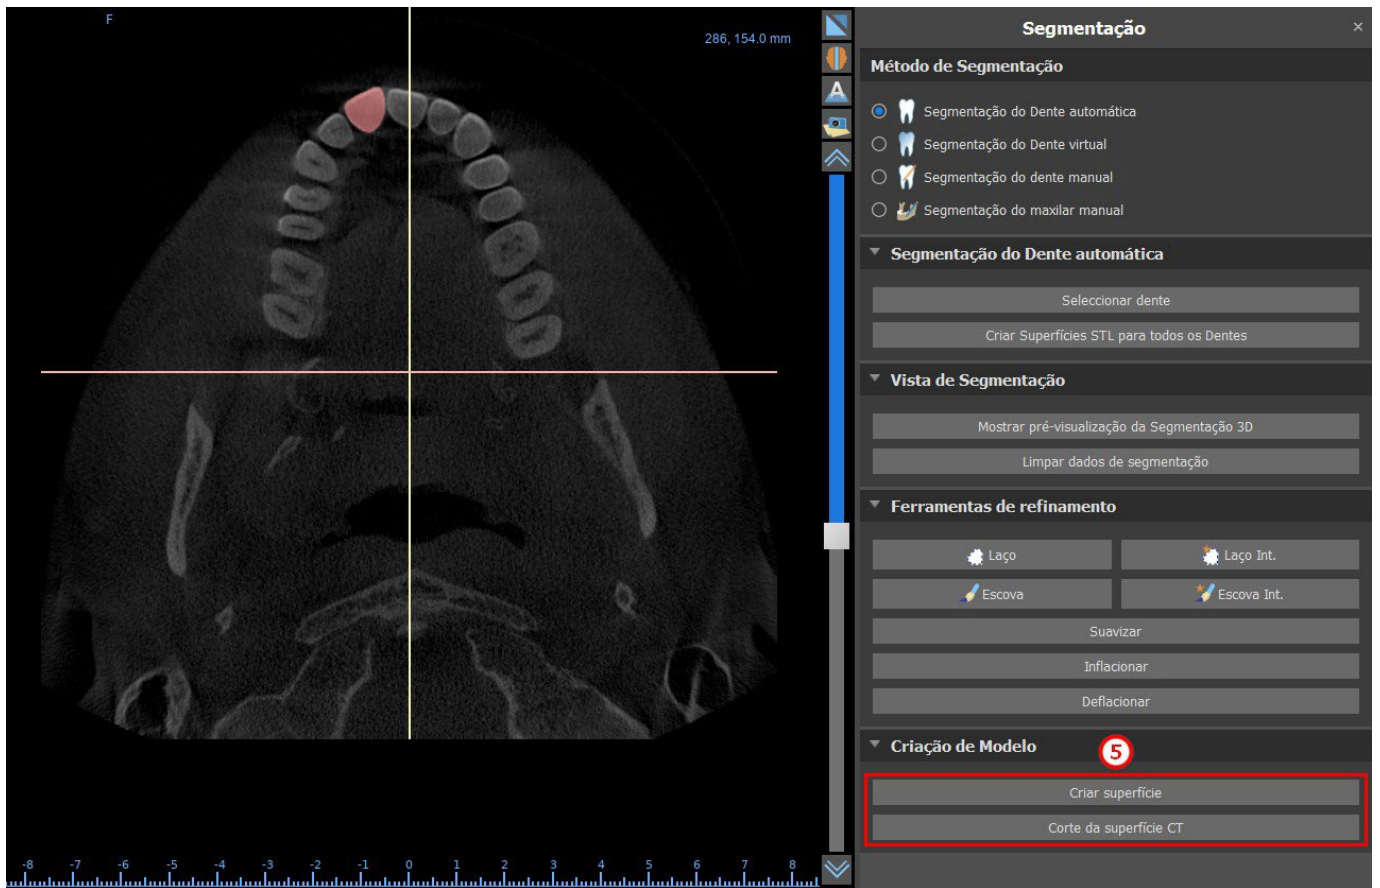 F
286, 154.0 mm
A
-8 -7 -6 -5 -4 -3 -2 -1 0 1 2 3 4 5 6 7 8
Segmentação ×
Método de Segmentação
Segmentação do Dente automática
Segmentação do Dente virtual
Segmentação do dente manual
Segmentação do maxilar manual
Segmentação do Dente automática
Seleccionar dente
Criar Superfícies STL para todos os Dentes
Vista de Segmentação
Mostrar pré-visualização da Segmentação 3D
Limpar dados de segmentação
Ferramentas de refinamento
Laço
Laço Int.
Escova
Escova Int.
Suavizar
Inflacionar
Deflacionar
Criação de Modelo
5
Criar superfície
Corte da superfície CT